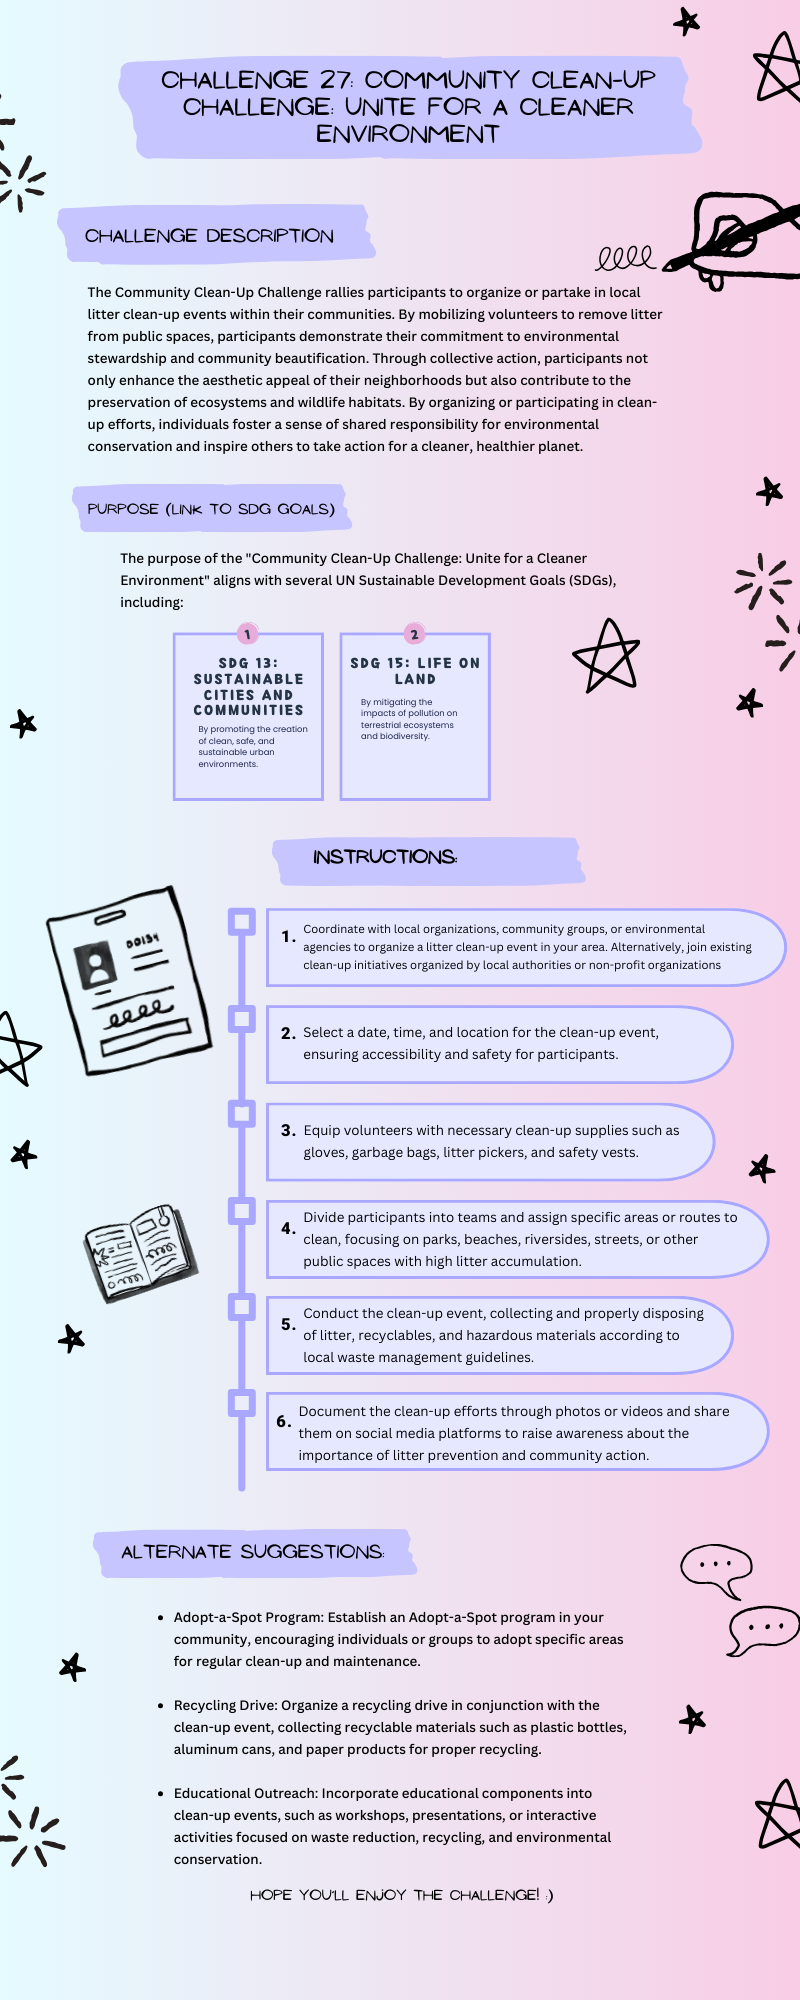 CHALLENGE 27: COMMUNITY CLEAN-UP
CHALLENGE: UNITE FOR A CLEANER
ENVIRONMENT
CHALLENGE DESCRIPTION
The Community Clean-Up Challenge rallies participants to organize or partake in local
litter clean-up events within their communities. By mobilizing volunteers to remove litter
from public spaces, participants demonstrate their commitment to environmental
stewardship and community beautification. Through collective action, participants not
only enhance the aesthetic appeal of their neighborhoods but also contribute to the
preservation of ecosystems and wildlife habitats. By organizing or participating in clean-
up efforts, individuals foster a sense of shared responsibility for environmental
conservation and inspire others to take action for a cleaner, healthier planet.
PURPOSE (LINK TO SDG GOALS)
The purpose of the "Community Clean-Up Challenge: Unite for a Cleaner
Environment" aligns with several UN Sustainable Development Goals (SDGs),
including:
1
SDG 13:
SUSTAINABLE
CITIES AND
COMMUNITIES
By promoting the creation
of clean, safe, and
sustainable urban
environments.
2
SDG 15: LIFE ON
LAND
By mitigating the
impacts of pollution on
terrestrial ecosystems
and biodiversity.
INSTRUCTIONS:
1. Coordinate with local organizations, community groups, or environmental
agencies to organize a litter clean-up event in your area. Alternatively, join existing
clean-up initiatives organized by local authorities or non-profit organizations
2. Select a date, time, and location for the clean-up event,
ensuring accessibility and safety for participants.
3. Equip volunteers with necessary clean-up supplies such as
gloves, garbage bags, litter pickers, and safety vests.
4. Divide participants into teams and assign specific areas or routes to
clean, focusing on parks, beaches, riversides, streets, or other
public spaces with high litter accumulation.
5. Conduct the clean-up event, collecting and properly disposing
of litter, recyclables, and hazardous materials according to
local waste management guidelines.
6. Document the clean-up efforts through photos or videos and share
them on social media platforms to raise awareness about the
importance of litter prevention and community action.
ALTERNATE SUGGESTIONS:
• Adopt-a-Spot Program: Establish an Adopt-a-Spot program in your
community, encouraging individuals or groups to adopt specific areas
for regular clean-up and maintenance.
• Recycling Drive: Organize a recycling drive in conjunction with the
clean-up event, collecting recyclable materials such as plastic bottles,
aluminum cans, and paper products for proper recycling.
• Educational Outreach: Incorporate educational components into
clean-up events, such as workshops, presentations, or interactive
activities focused on waste reduction, recycling, and environmental
conservation.
HOPE YOU'LL ENJOY THE CHALLENGE! :)